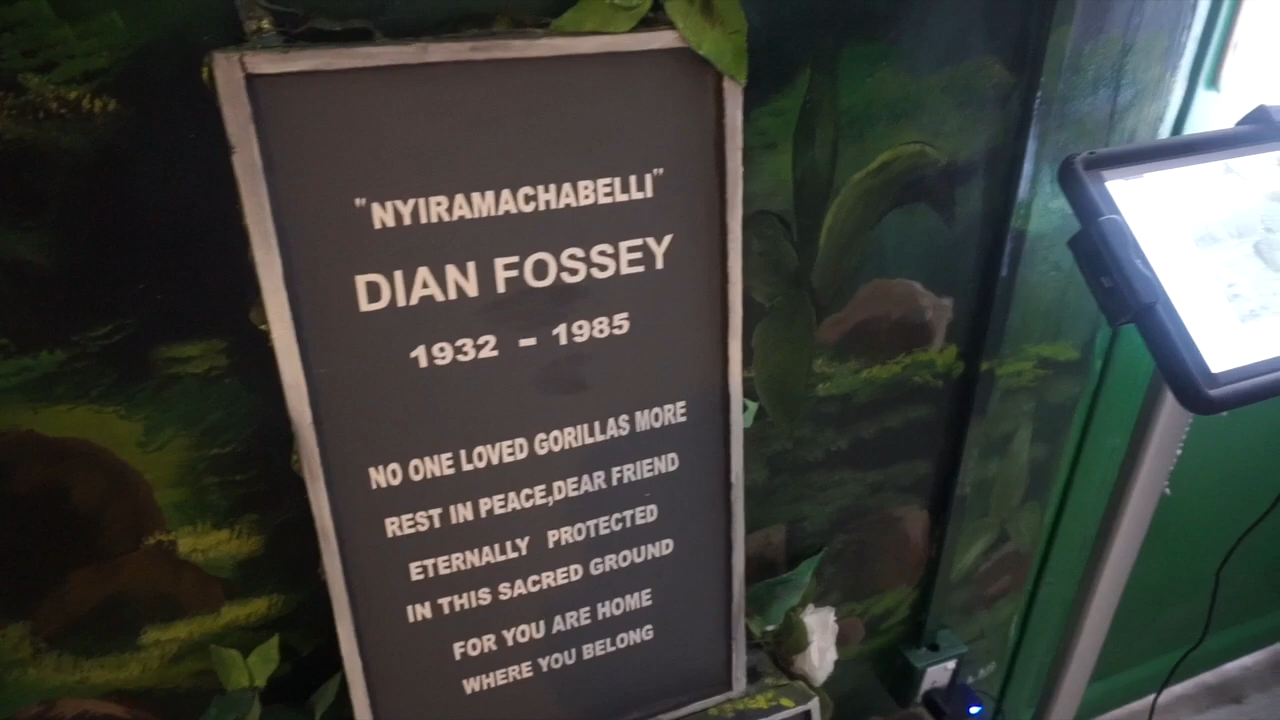 "NYIRAMACHABELLI"
DIAN FOSSEY
1932 - 1985
NO ONE LOVED GORILLAS MORE
REST IN PEACE,DEAR FRIEND
ETERNALLY PROTECTED
IN THIS SACRED GROUND
FOR YOU ARE HOME
WHERE YOU BELONG